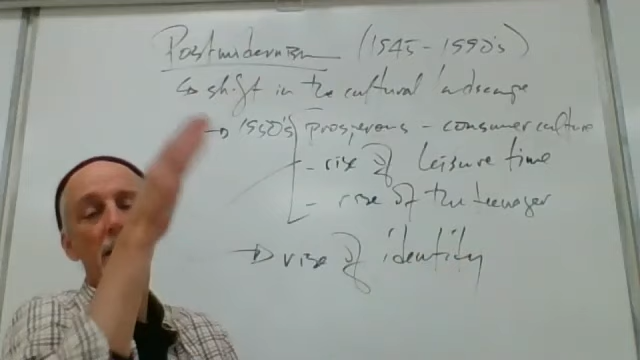 Postmodernism (1945-1990's)
↳ shift in the cultural landscape
→ 1950's prosperous - consumer culture
- rise of leisure time
- rise of the teenager
→ rise of identity